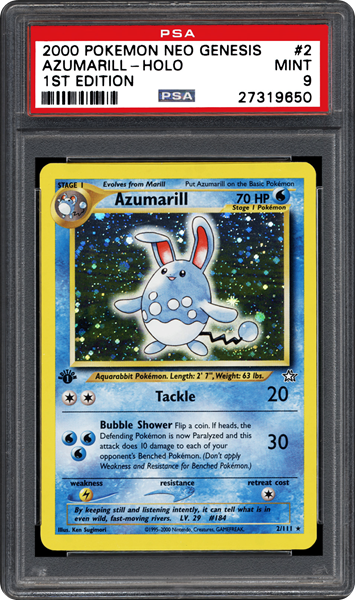 PSA
2000 POKEMON NEO GENESIS #2
AZUMARILL-HOLO MINT
1ST EDITION 9
PSA 27319650
STAGE 1 Evolves from Marill Put Azumarill on the Basic Pokémon
Azumarill 70 HP
Stage 1 Pokémon
1
Aquarabbit Pokémon. Length: 2' 7", Weight: 63 lbs.
Tackle 20
Bubble Shower Flip a coin. If heads, the
Defending Pokémon is now Paralyzed and this
attack does 10 damage to each of your
opponent's Benched Pokémon. (Don't apply
Weakness and Resistance for Benched Pokémon.)
30
weakness resistance retreat cost
By keeping still and listening intently, it can tell what is in
even wild, fast-moving rivers. LV. 29 #184
Illus. Ken Sugimori ©1995-2000 Nintendo, Creatures, GAMEFREAK. 2/111 ★